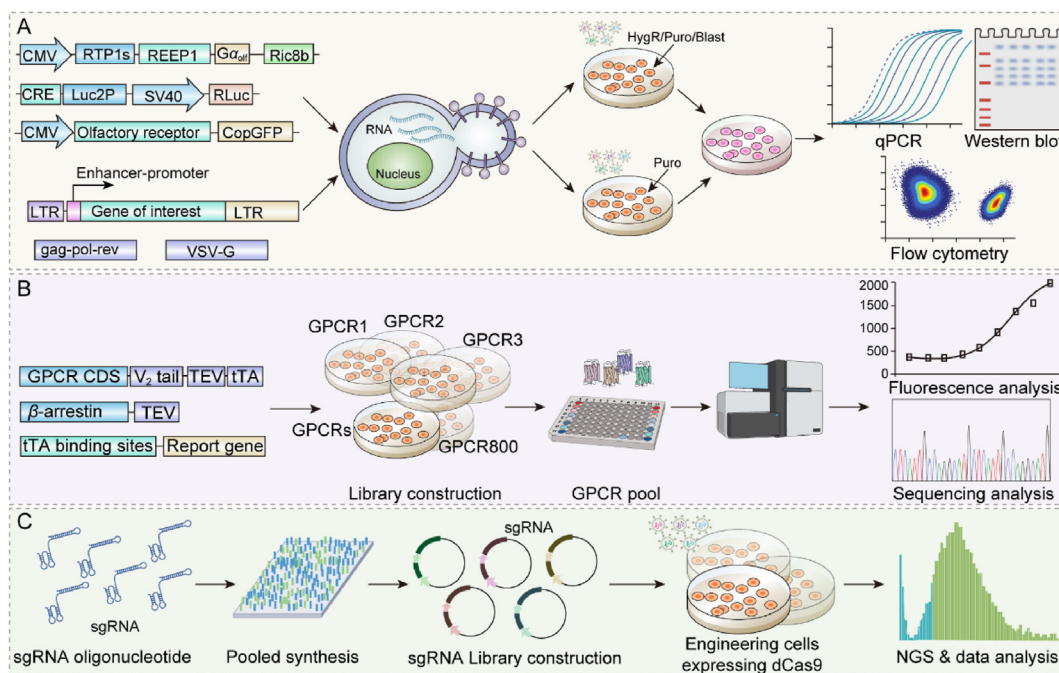 A
CMV RTP1s REEP1 Gαolf Ric8b
CRE Luc2P SV40 RLuc
CMV Olfactory receptor CopGFP
Enhancer-promoter
LTR Gene of interest LTR
gag-pol-rev VSV-G
RNA
Nucleus
HygR/Puro/Blast
Puro
qPCR
Western blot
Flow cytometry
B
GPCR CDS V2 tail TEV tTA
β-arrestin TEV
tTA binding sites Report gene
GPCR1
GPCR2
GPCR3
GPCRs
GPCR800
Library construction
GPCR pool
2000
1500
1000
500
Fluorescence analysis
Sequencing analysis
C
sgRNA
sgRNA oligonucleotide
Pooled synthesis
sgRNA
sgRNA Library construction
Engineering cells
expressing dCas9
NGS & data analysis